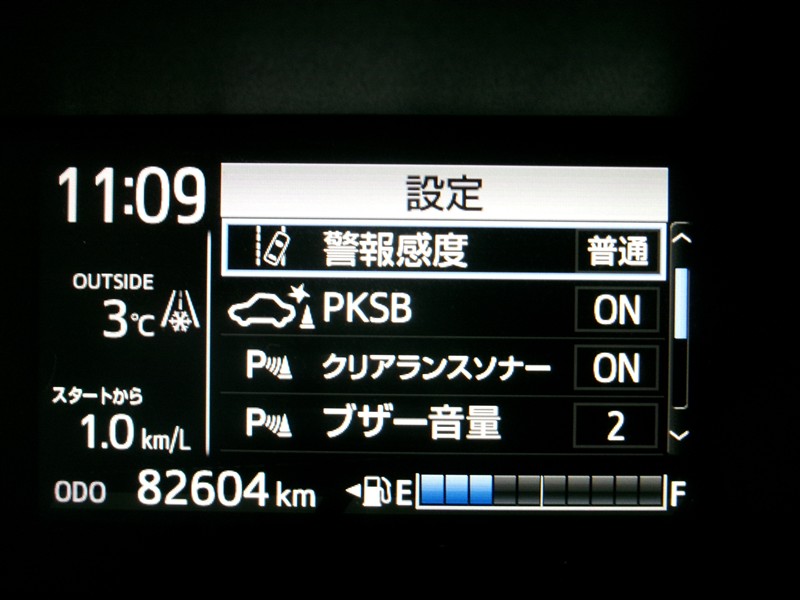 11:09
設定
警報感度 普通
OUTSIDE
3℃
PKSB ON
P クリアランスソナー ON
スタートから
1.0 km/L
P ブザー音量 2
ODO 82604 km
E F